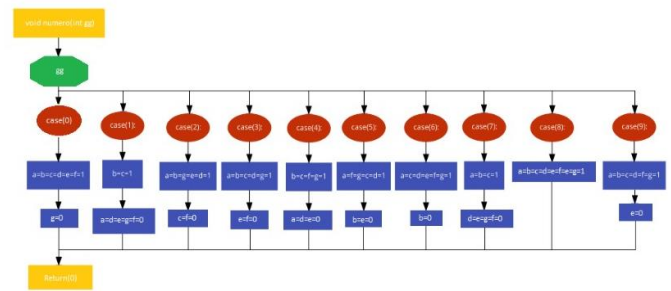 void numero(int gg)
gg
case(0)
case(1):
case(2):
case(3):
case(4):
case(5):
case(6):
case(7):
case(8):
case(9):
a=b=c=d=e=f=1
b=c=1
a=b=g=e=d=1
a=b=c=d=g=1
b=c=f=g=1
a=f=g=c=d=1
a=c=d=e=f=g=1
a=b=c=1
a=b=c=d=e=f=e=g=1
a=b=c=d=f=g=1
g=0
a=d=e=g=f=0
c=f=0
e=f=0
a=d=e=0
b=e=0
b=0
d=e=g=f=0
e=0
Return(0)